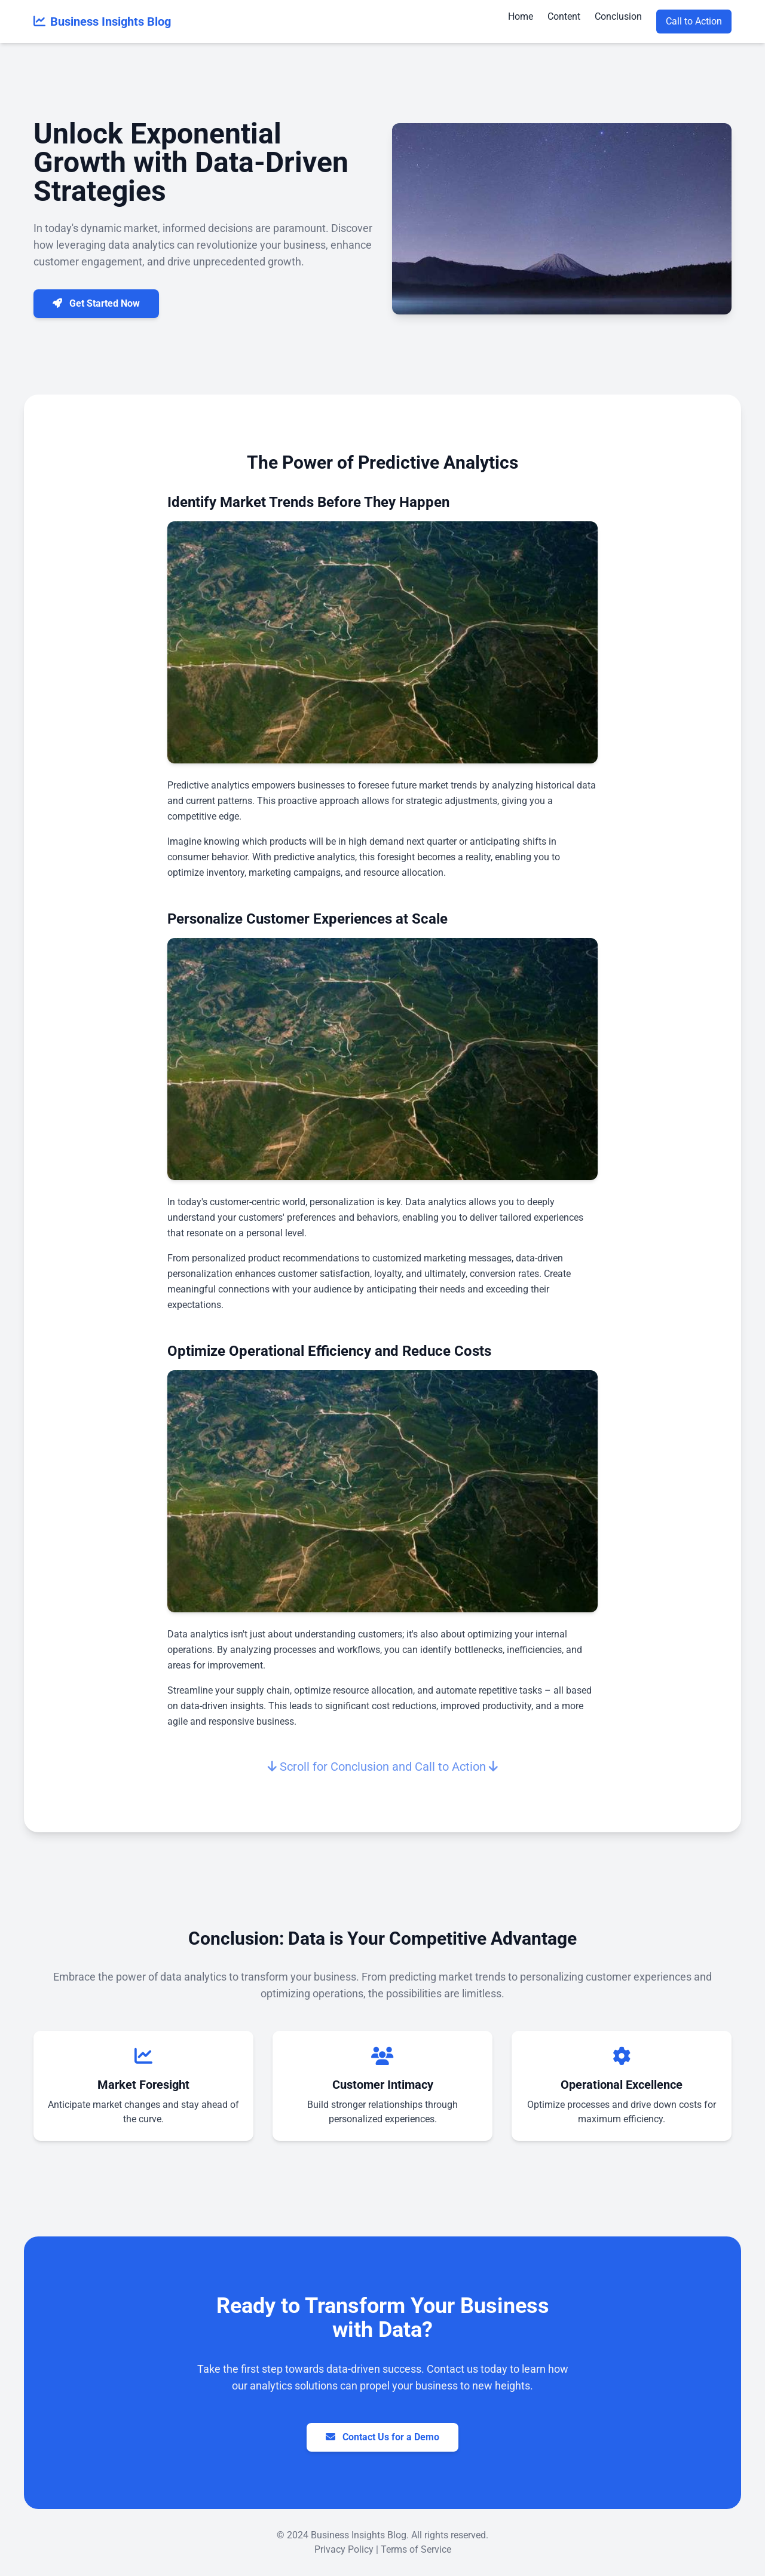 Business Insights Blog
Home
Content
Conclusion
Call to Action
Unlock Exponential
Growth with Data-Driven
Strategies
In today's dynamic market, informed decisions are paramount. Discover
how leveraging data analytics can revolutionize your business, enhance
customer engagement, and drive unprecedented growth.
Get Started Now
The Power of Predictive Analytics
Identify Market Trends Before They Happen
Predictive analytics empowers businesses to foresee future market trends by analyzing historical data
and current patterns. This proactive approach allows for strategic adjustments, giving you a
competitive edge.
Imagine knowing which products will be in high demand next quarter or anticipating shifts in
consumer behavior. With predictive analytics, this foresight becomes a reality, enabling you to
optimize inventory, marketing campaigns, and resource allocation.
Personalize Customer Experiences at Scale
In today's customer-centric world, personalization is key. Data analytics allows you to deeply
understand your customers' preferences and behaviors, enabling you to deliver tailored experiences
that resonate on a personal level.
From personalized product recommendations to customized marketing messages, data-driven
personalization enhances customer satisfaction, loyalty, and ultimately, conversion rates. Create
meaningful connections with your audience by anticipating their needs and exceeding their
expectations.
Optimize Operational Efficiency and Reduce Costs
Data analytics isn't just about understanding customers; it's also about optimizing your internal
operations. By analyzing processes and workflows, you can identify bottlenecks, inefficiencies, and
areas for improvement.
Streamline your supply chain, optimize resource allocation, and automate repetitive tasks – all based
on data-driven insights. This leads to significant cost reductions, improved productivity, and a more
agile and responsive business.
Scroll for Conclusion and Call to Action
Conclusion: Data is Your Competitive Advantage
Embrace the power of data analytics to transform your business. From predicting market trends to personalizing customer experiences and
optimizing operations, the possibilities are limitless.
Market Foresight
Anticipate market changes and stay ahead of
the curve.
Customer Intimacy
Build stronger relationships through
personalized experiences.
Operational Excellence
Optimize processes and drive down costs for
maximum efficiency.
Ready to Transform Your Business
with Data?
Take the first step towards data-driven success. Contact us today to learn how
our analytics solutions can propel your business to new heights.
Contact Us for a Demo
© 2024 Business Insights Blog. All rights reserved.
Privacy Policy | Terms of Service